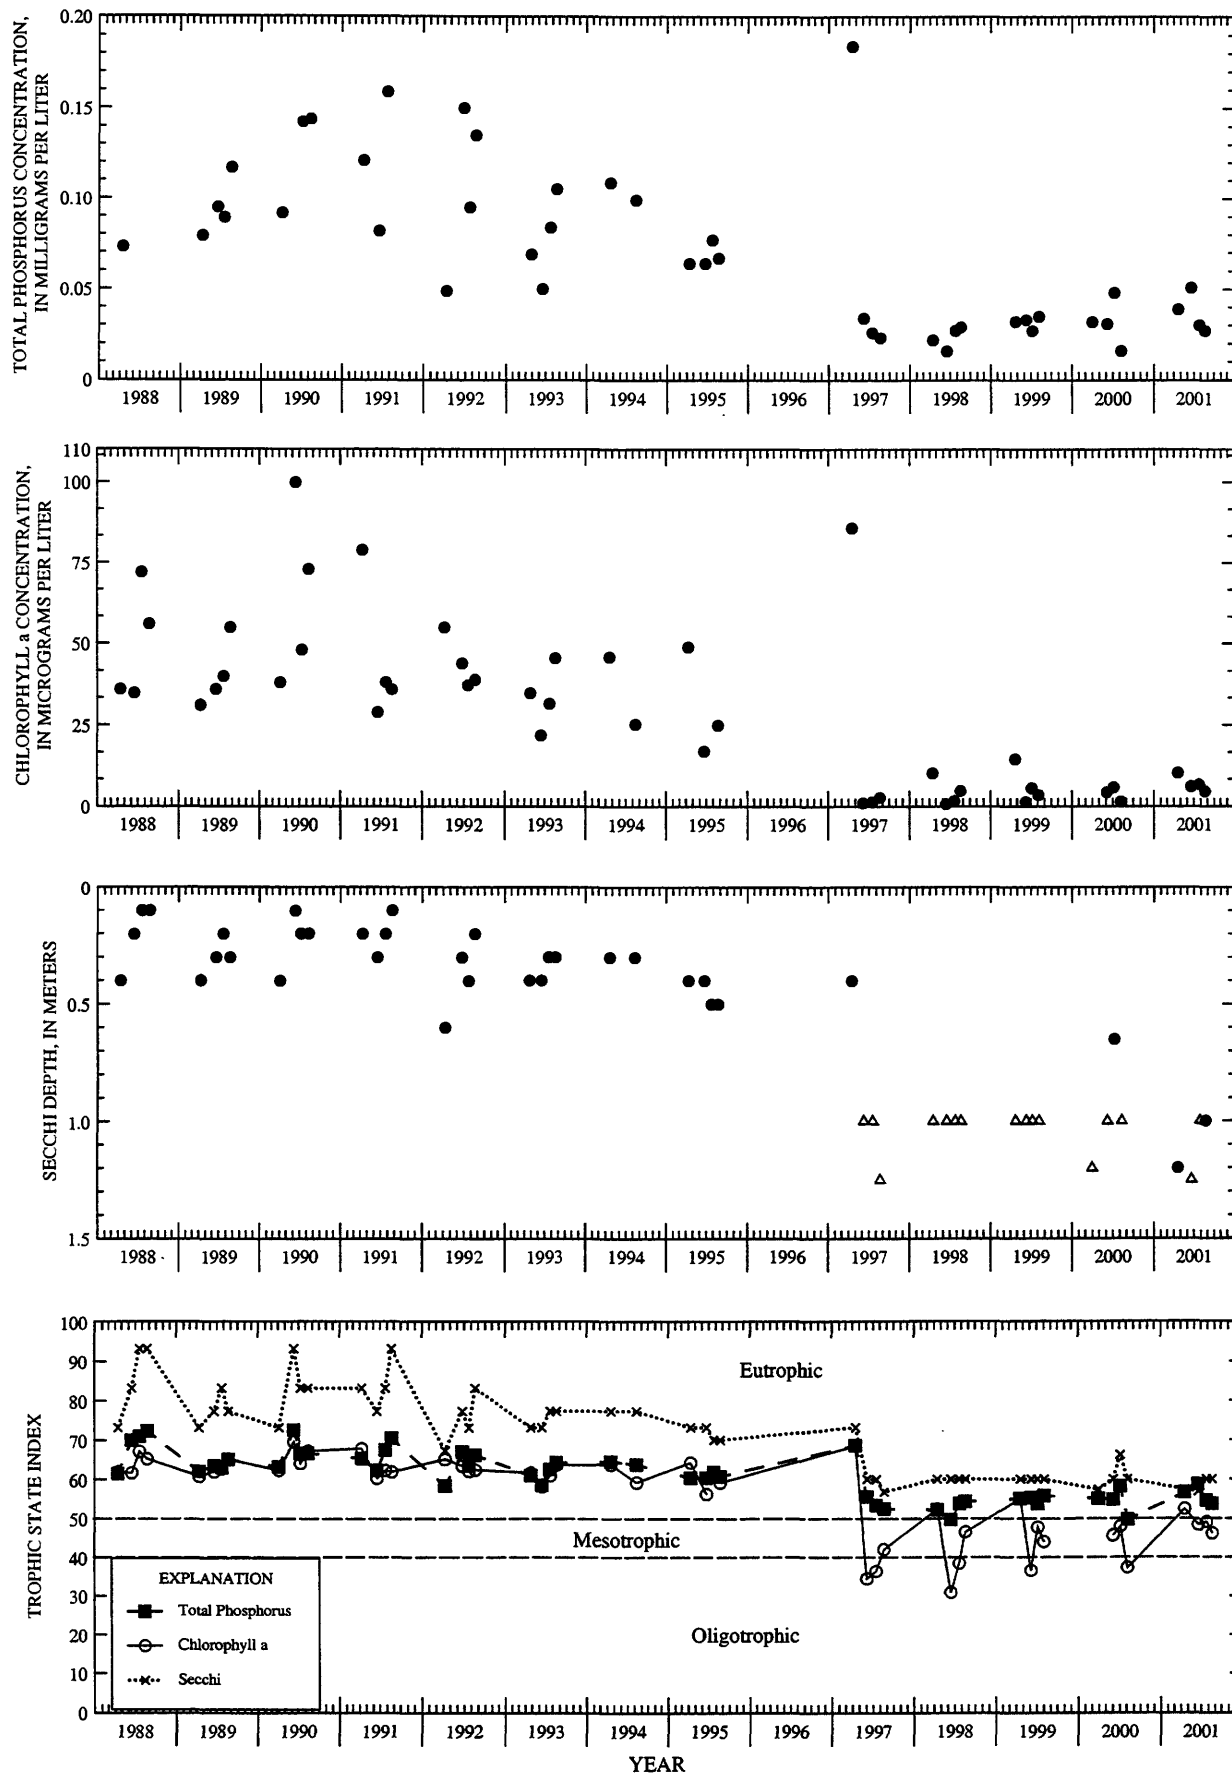 TOTAL PHOSPHORUS CONCENTRATION,
IN MILLIGRAMS PER LITER
0.20
0.15
0.10
0.05
0
1988 1989 1990 1991 1992 1993 1994 1995 1996 1997 1998 1999 2000 2001
CHLOROPHYLL a CONCENTRATION,
IN MICROGRAMS PER LITER
110
100
75
50
25
0
1988 1989 1990 1991 1992 1993 1994 1995 1996 1997 1998 1999 2000 2001
SECCHI DEPTH, IN METERS
0
0.5
1.0
1.5
1988 1989 1990 1991 1992 1993 1994 1995 1996 1997 1998 1999 2000 2001
TROPHIC STATE INDEX
100
90
80
70
60
50
40
30
20
10
0
Eutrophic
Mesotrophic
Oligotrophic
EXPLANATION
Total Phosphorus
Chlorophyll a
Secchi
1988 1989 1990 1991 1992 1993 1994 1995 1996 1997 1998 1999 2000 2001
YEAR